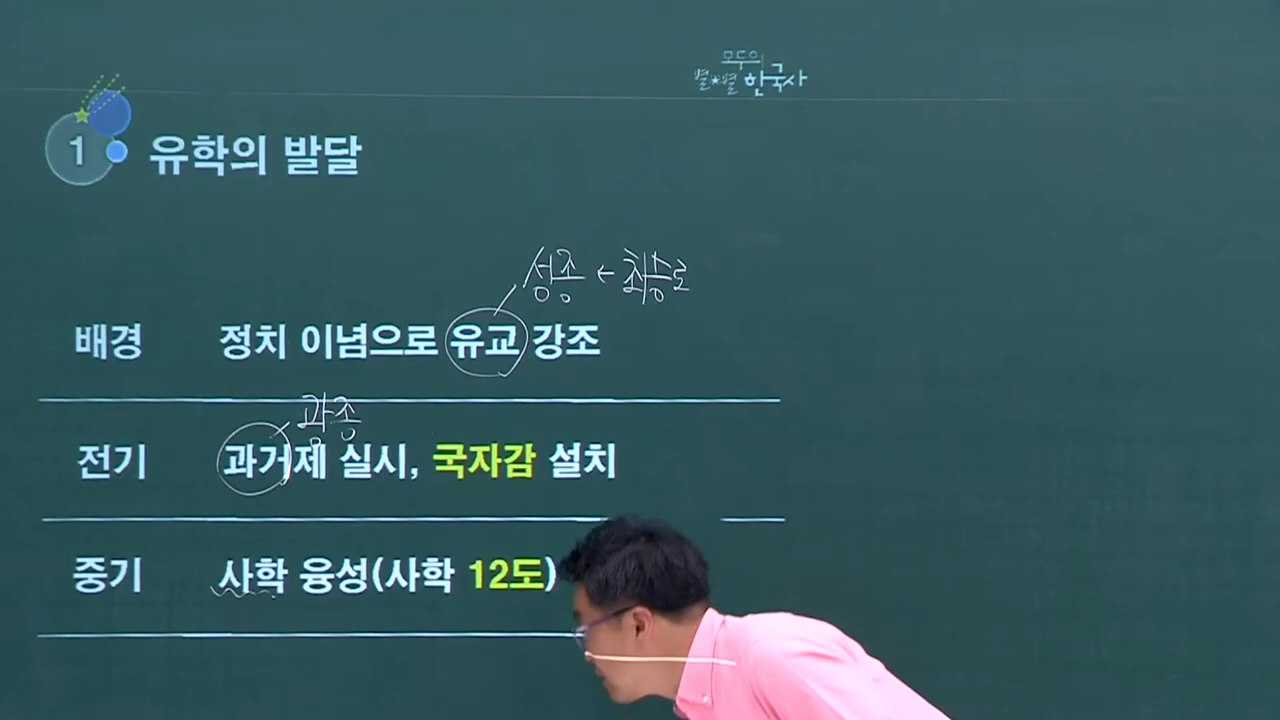 모두의
별★별 한국사
1 유학의 발달
성종 ← 최승로
배경 정치 이념으로 유교 강조
광종
전기 과거제 실시, 국자감 설치
중기 사학 융성(사학 12도)